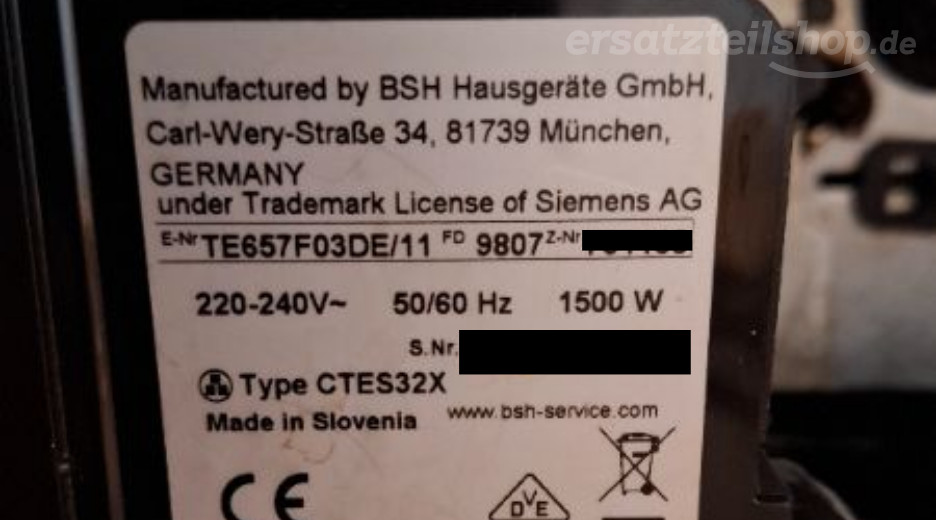 ersatzteilshop.de
Manufactured by BSH Hausgeräte GmbH,
Carl-Wery-Straße 34, 81739 München,
GERMANY
under Trademark License of Siemens AG
E-Nr TE657F03DE/11 FD 9807 Z-Nr
220-240V~ 50/60 Hz 1500 W
S.Nr.
Type CTES32X
Made in Slovenia www.bsh-service.com
CE DVE